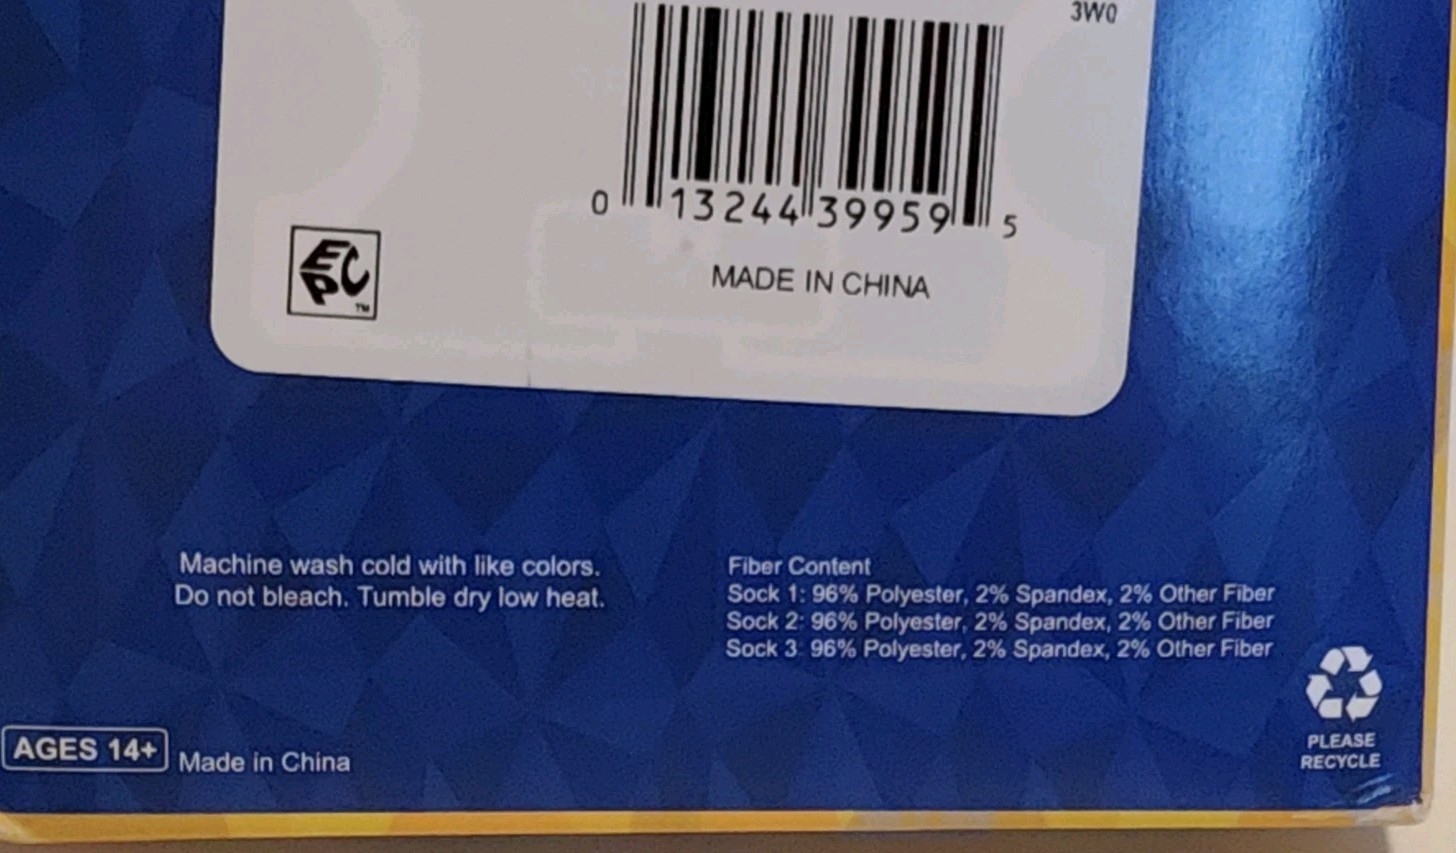 3W0
0 13244 39959 5
EPC
TM
MADE IN CHINA
Machine wash cold with like colors.
Do not bleach. Tumble dry low heat.
Fiber Content
Sock 1: 96% Polyester, 2% Spandex, 2% Other Fiber
Sock 2: 96% Polyester, 2% Spandex, 2% Other Fiber
Sock 3: 96% Polyester, 2% Spandex, 2% Other Fiber
PLEASE
RECYCLE
AGES 14+ Made in China